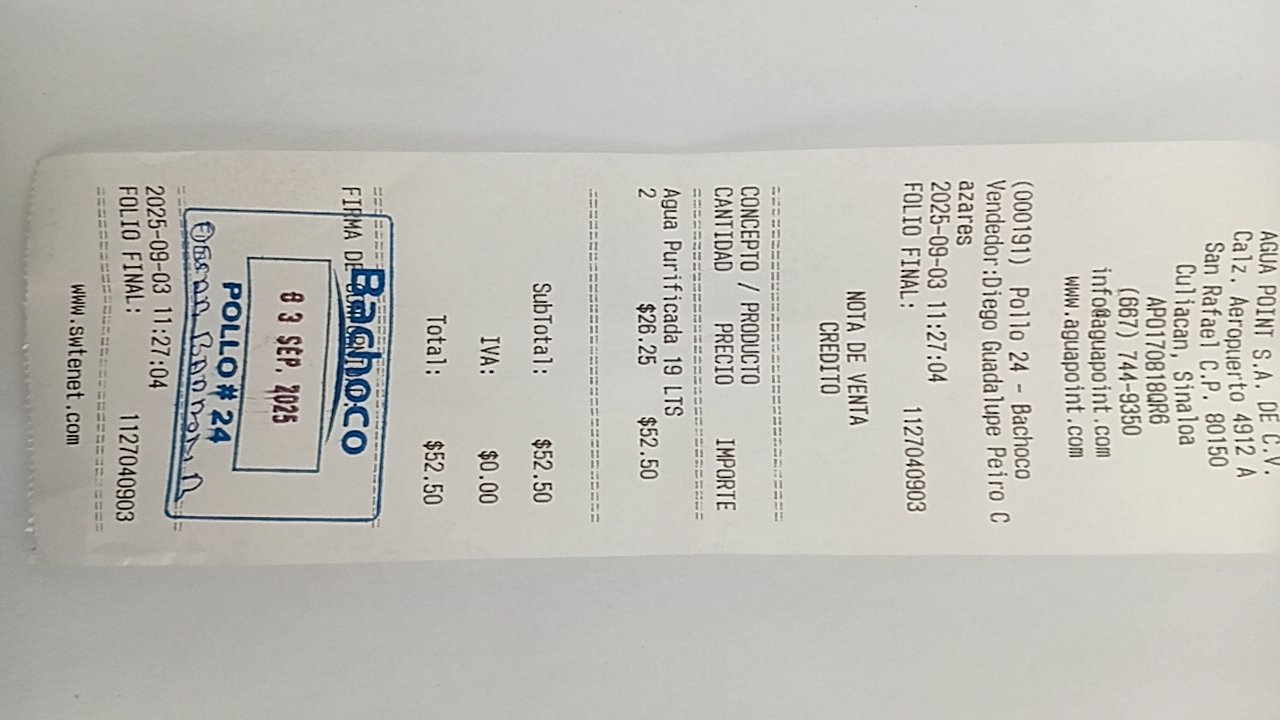 AGUA POINT S.A. DE C.V.
Calz. Aeropuerto 4912 A
San Rafael C.P. 80150
Culiacan, Sinaloa
APO170818QR6
(667) 744-9350
info@aguapoint.com
www.aguapoint.com
(000191) Pollo 24 - Bachoco
Vendedor:Diego Guadalupe Peiro C
azares
2025-09-03 11:27:04
FOLIO FINAL: 1127040903
NOTA DE VENTA
CREDITO
CONCEPTO / PRODUCTO
CANTIDAD PRECIO IMPORTE
Agua Purificada 19 LTS
2 $26.25 $52.50
SubTotal: $52.50
IVA: $0.00
Total: $52.50
FIRMA DE
Bachoco
03 SEP. 2025
POLLO # 24
2025-09-03 11:27:04
FOLIO FINAL: 1127040903
www.swtenet.com